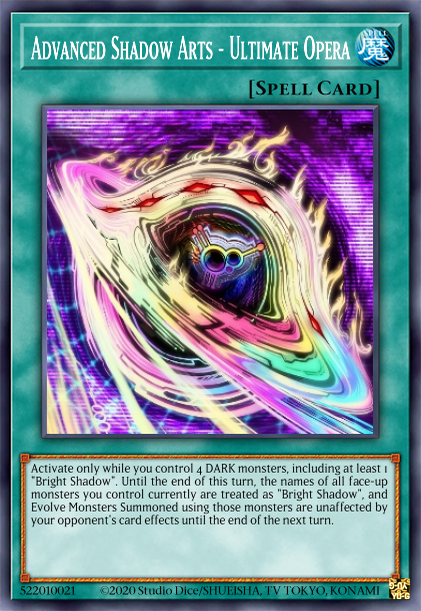 Advanced Shadow Arts - Ultimate Opera
SPELL
魔
[Spell Card]
Activate only while you control 4 DARK monsters, including at least 1
"Bright Shadow". Until the end of this turn, the names of all face-up
monsters you control currently are treated as "Bright Shadow", and
Evolve Monsters Summoned using those monsters are unaffected by
your opponent's card effects until the end of the next turn.
522010021
©2020 Studio Dice/SHUEISHA, TV TOKYO, KONAMI